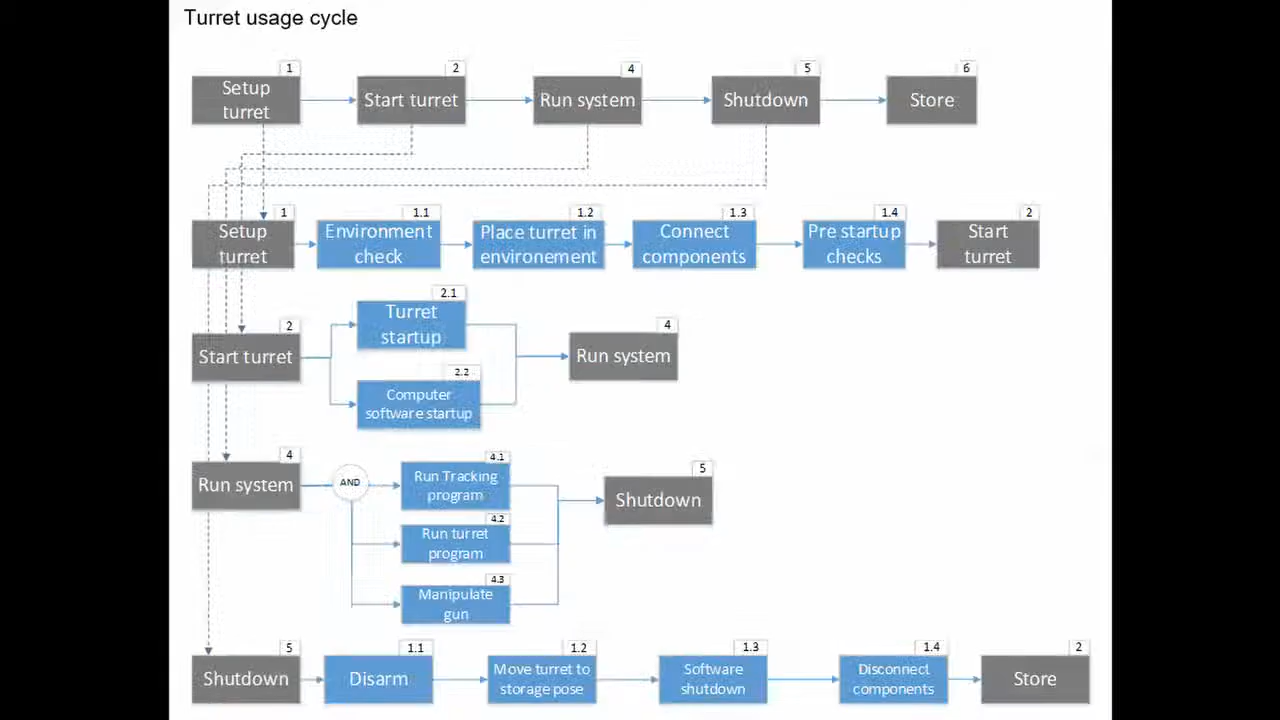 Turret usage cycle
1
2
4
5
6
Setup
turret
Start turret
Run system
Shutdown
Store
1
1.1
1.2
1.3
1.4
2
Setup
turret
Environment
check
Place turret in
environement
Connect
components
Pre startup
checks
Start
turret
2.1
Turret
startup
2
Start turret
4
Run system
2.2
Computer
software startup
4
Run system
AND
4.1
Run Tracking
program
5
Shutdown
4.2
Run turret
program
4.3
Manipulate
gun
5
1.1
1.2
1.3
1.4
2
Shutdown
Disarm
Move turret to
storage pose
Software
shutdown
Disconnect
components
Store